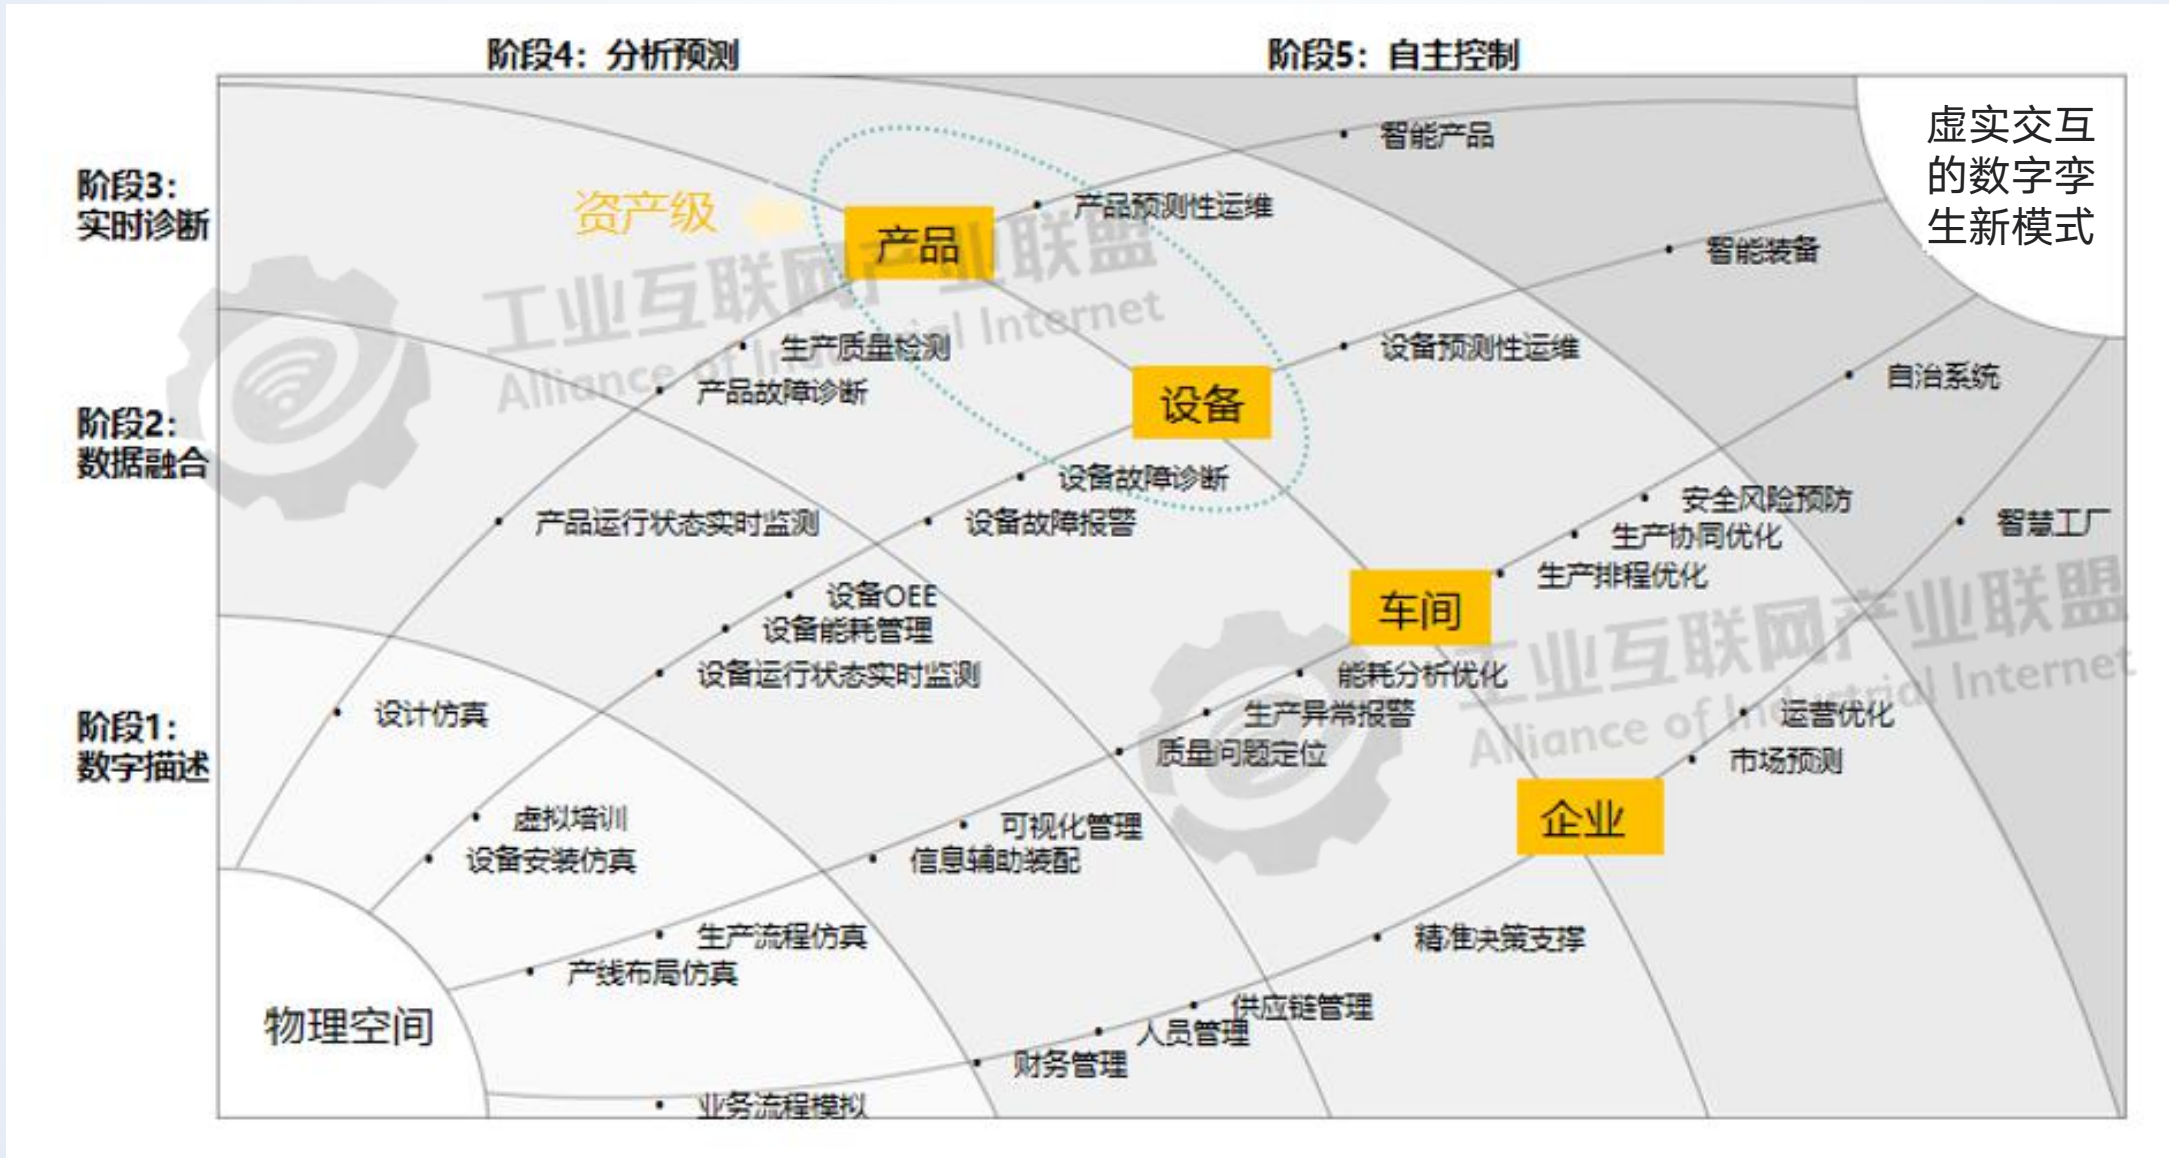 阶段4：分析预测
阶段5：自主控制
阶段3：
实时诊断
阶段2：
数据融合
阶段1：
数字描述
虚实交互
的数字孪
生新模式
智能产品
资产级
产品
产品预测性运维
智能装备
生产质量检测
产品故障诊断
设备
设备预测性运维
自治系统
设备故障诊断
设备故障报警
产品运行状态实时监测
安全风险预防
生产协同优化
生产排程优化
智慧工厂
设备OEE
设备能耗管理
设备运行状态实时监测
车间
能耗分析优化
生产异常报警
质量问题定位
设计仿真
运营优化
市场预测
虚拟培训
设备安装仿真
可视化管理
信息辅助装配
企业
生产流程仿真
产线布局仿真
精准决策支撑
物理空间
供应链管理
人员管理
财务管理
业务流程模拟
工业互联网产业联盟
Alliance of Industrial Internet
工业互联网产业联盟
Alliance of Industrial Internet